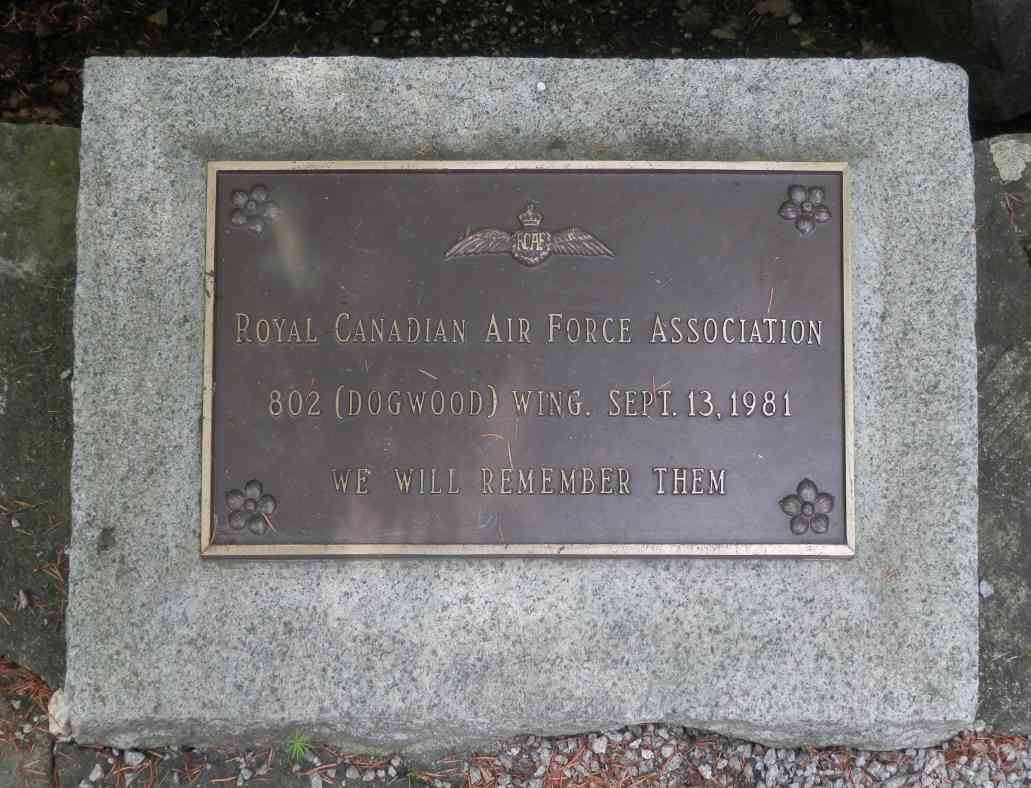 RCAF
ROYAL CANADIAN AIR FORCE ASSOCIATION
802 (DOGWOOD) WING. SEPT. 13, 1981
WE WILL REMEMBER THEM